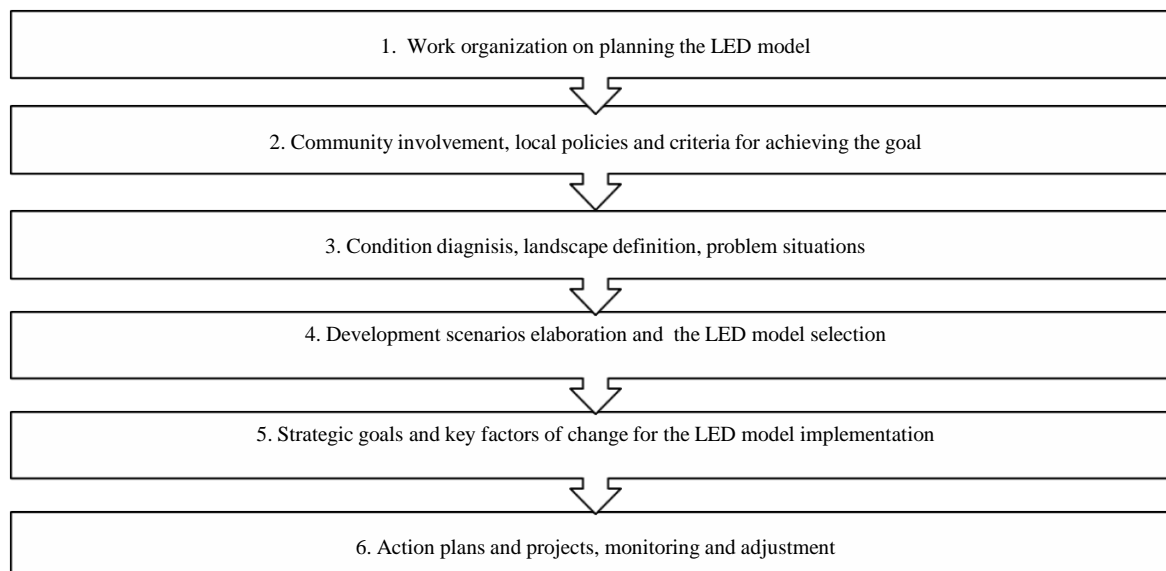 1. Work organization on planning the LED model
2. Community involvement, local policies and criteria for achieving the goal
3. Condition diagnisis, landscape definition, problem situations
4. Development scenarios elaboration and the LED model selection
5. Strategic goals and key factors of change for the LED model implementation
6. Action plans and projects, monitoring and adjustment